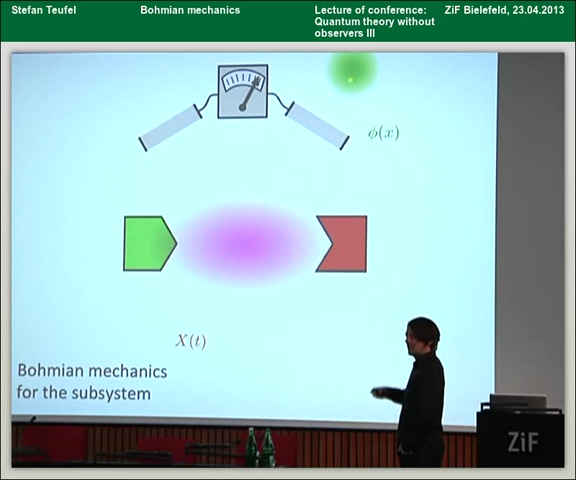 Stefan Teufel
Bohmian mechanics
Lecture of conference:
Quantum theory without
observers III
ZiF Bielefeld, 23.04.2013
ϕ(x)
X(t)
Bohmian mechanics
for the subsystem
ZiF